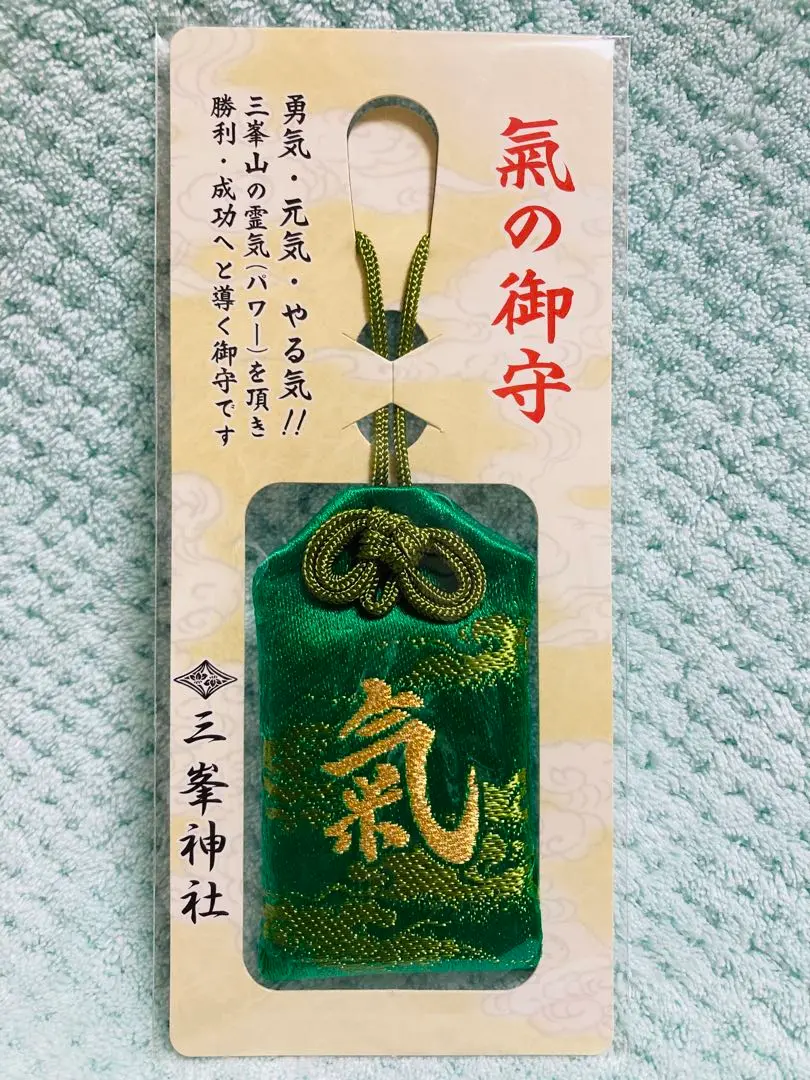 氣の御守
勇気・元気・やる気!!
三峯山の霊気(パワー)を頂き
勝利・成功へと導く御守です
氣
三峯神社